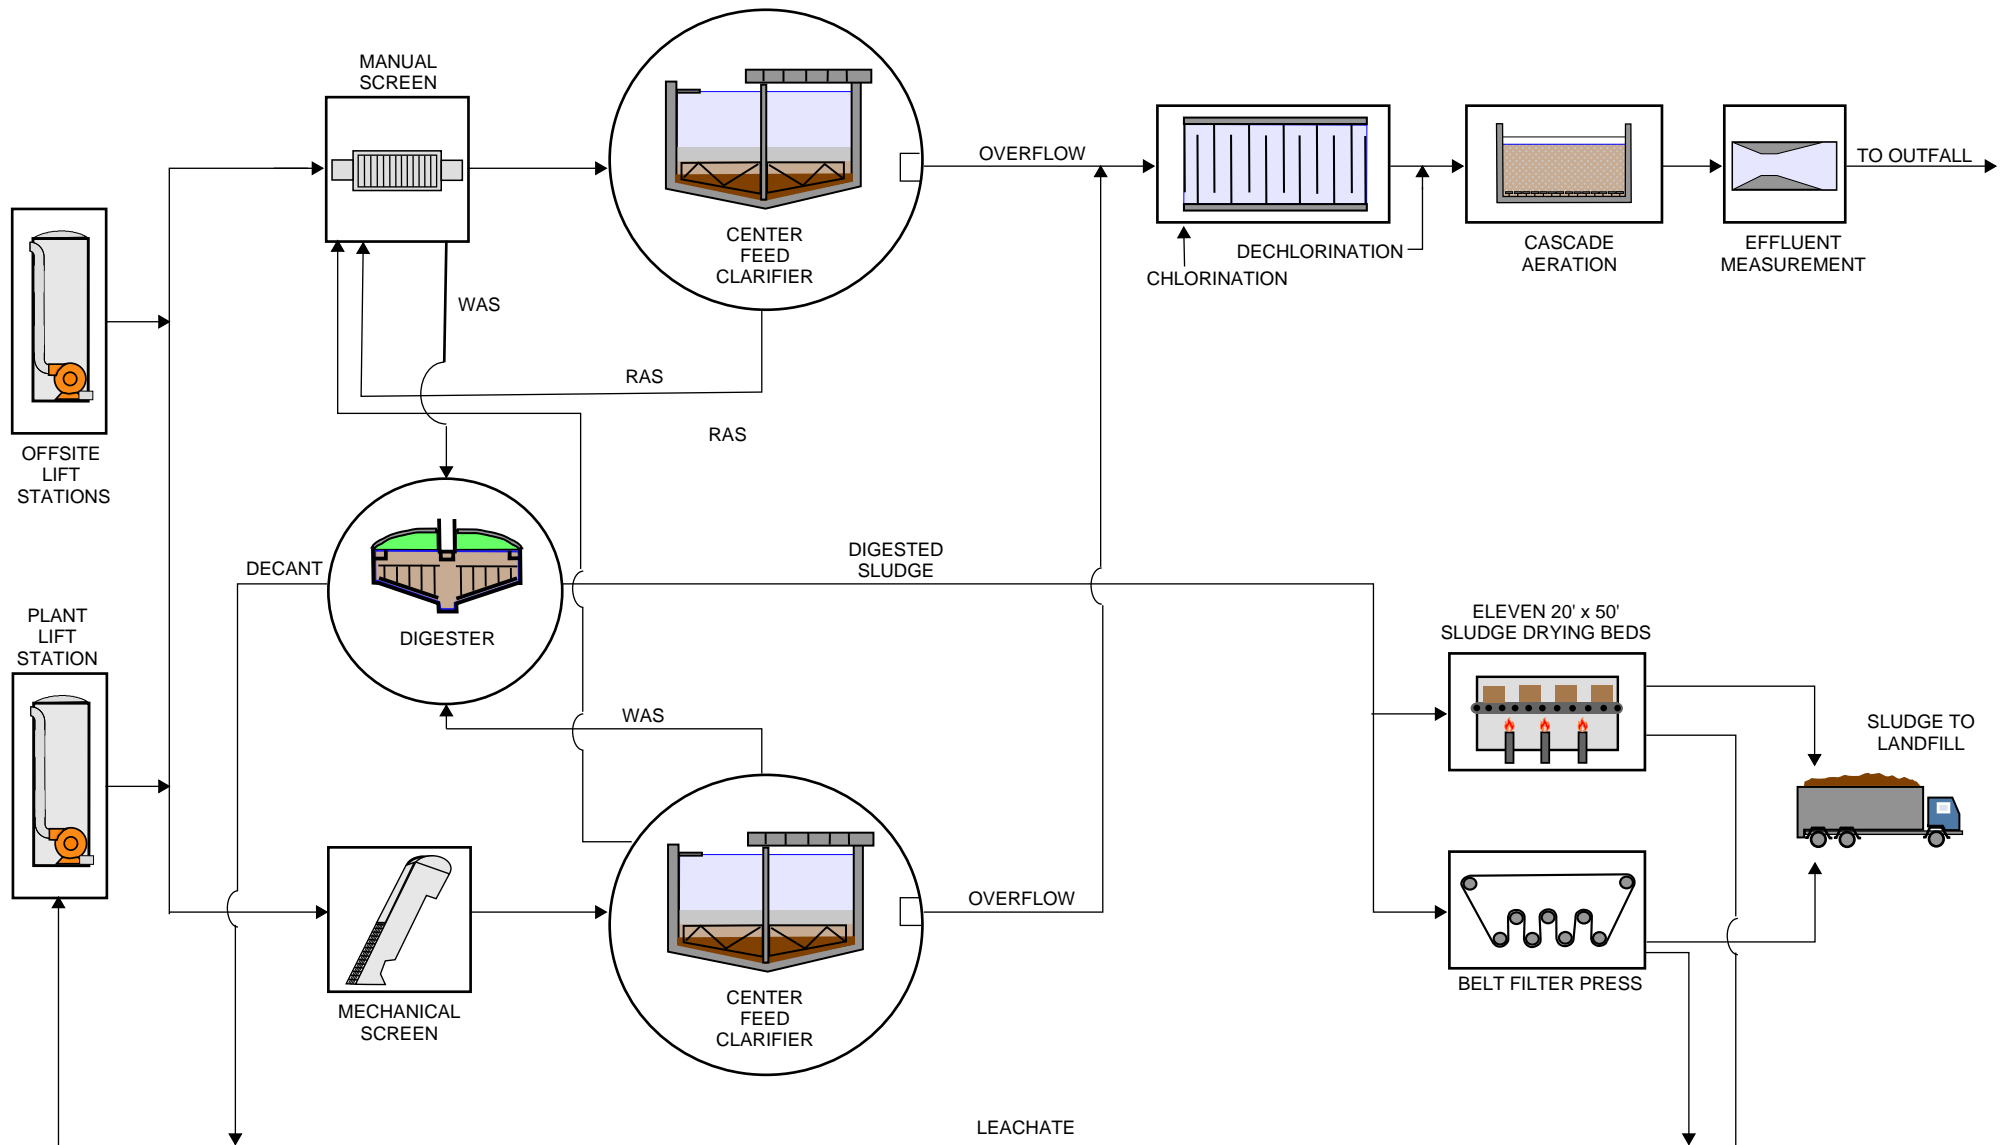 MANUAL
SCREEN
CENTER
FEED
CLARIFIER
OVERFLOW
CHLORINATION
DECHLORINATION
CASCADE
AERATION
EFFLUENT
MEASUREMENT
TO OUTFALL
WAS
RAS
RAS
OFFSITE
LIFT
STATIONS
DECANT
DIGESTER
DIGESTED
SLUDGE
PLANT
LIFT
STATION
ELEVEN 20' x 50'
SLUDGE DRYING BEDS
WAS
SLUDGE TO
LANDFILL
MECHANICAL
SCREEN
CENTER
FEED
CLARIFIER
OVERFLOW
BELT FILTER PRESS
LEACHATE